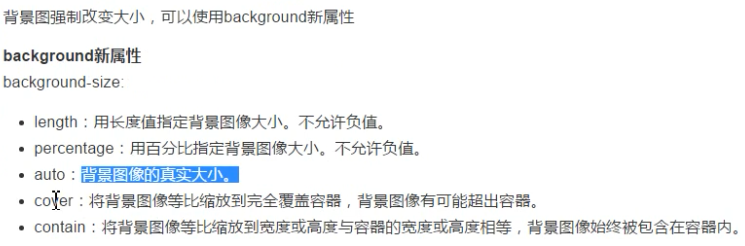 背景图强制改变大小，可以使用background新属性
background新属性
background-size:
length：用长度值指定背景图像大小。不允许负值。
percentage：用百分比指定背景图像大小。不允许负值。
auto：背景图像的真实大小。
cover：将背景图像等比缩放到完全覆盖容器，背景图像有可能超出容器。
contain：将背景图像等比缩放到宽度或高度与容器的宽度或高度相等，背景图像始终被包含在容器内。